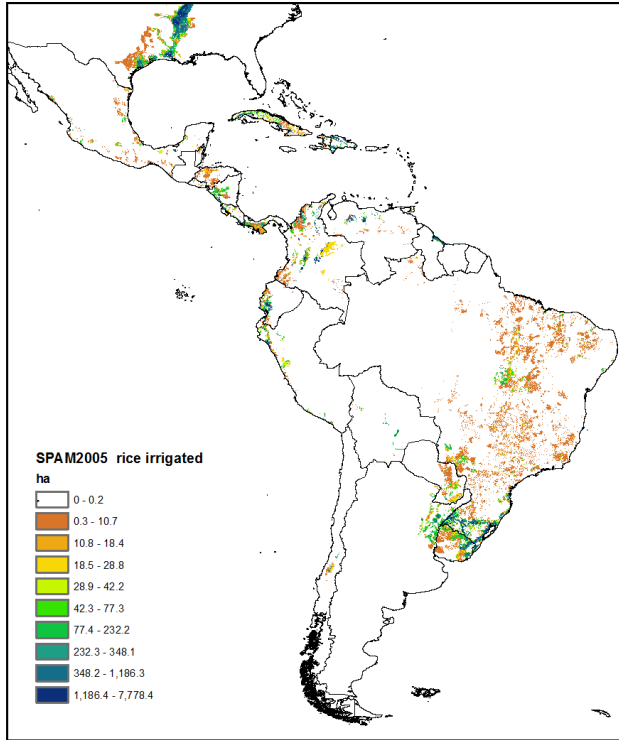 SPAM2005 rice irrigated
ha
0 - 0.2
0.3 - 10.7
10.8 - 18.4
18.5 - 28.8
28.9 - 42.2
42.3 - 77.3
77.4 - 232.2
232.3 - 348.1
348.2 - 1,186.3
1,186.4 - 7,778.4